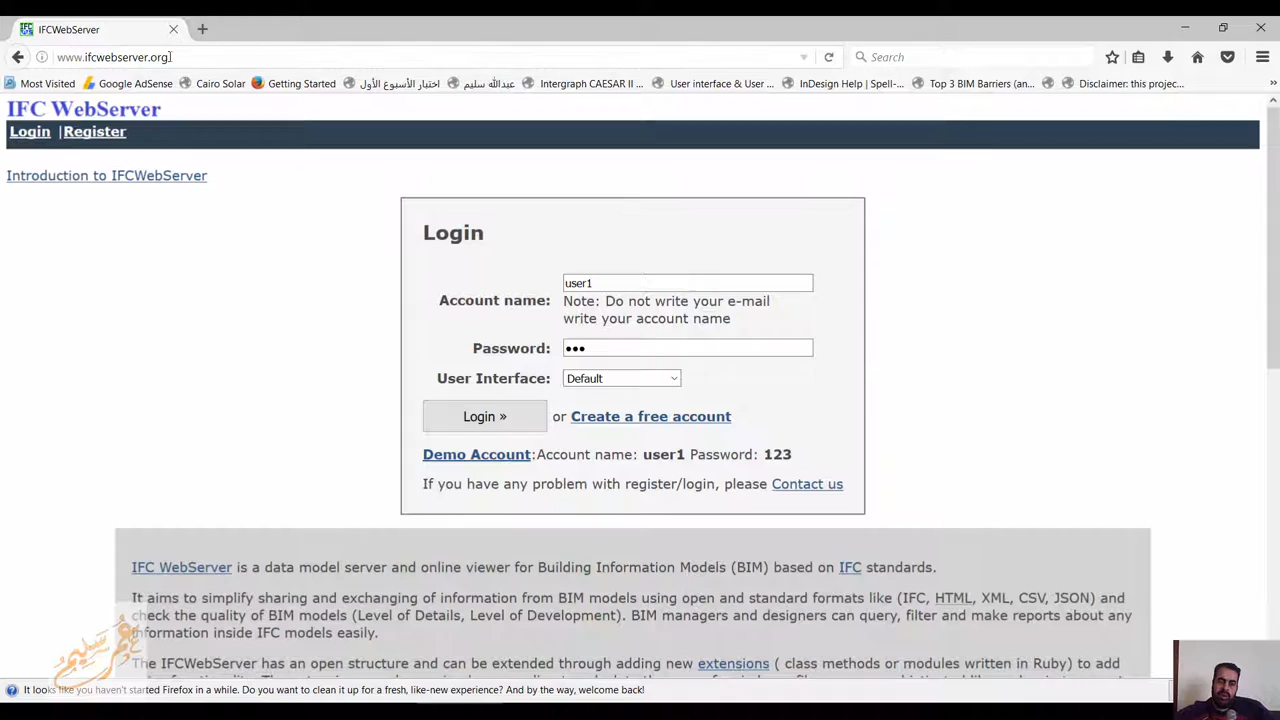 IFCWebServer
www.ifcwebserver.org
Search
Most Visited
Google AdSense
Cairo Solar
Getting Started
اختبار الأسبوع الأول
عبدالله سليم
Intergraph CAESAR II ...
User interface & User ...
InDesign Help | Spell-...
Top 3 BIM Barriers (an...
Disclaimer: this projec...
IFC WebServer
Login |Register
Introduction to IFCWebServer
Login
user1
Account name:
Note: Do not write your e-mail
write your account name
Password: •••
User Interface: Default
Login » or Create a free account
Demo Account:Account name: user1 Password: 123
If you have any problem with register/login, please Contact us
IFC WebServer is a data model server and online viewer for Building Information Models (BIM) based on IFC standards.
It aims to simplify sharing and exchanging of information from BIM models using open and standard formats like (IFC, HTML, XML, CSV, JSON) and
check the quality of BIM models (Level of Details, Level of Development). BIM managers and designers can query, filter and make reports about any
information inside IFC models easily.
The IFCWebServer has an open structure and can be extended through adding new extensions ( class methods or modules written in Ruby) to add
عمر سليم
It looks like you haven't started Firefox in a while. Do you want to clean it up for a fresh, like-new experience? And by the way, welcome back!